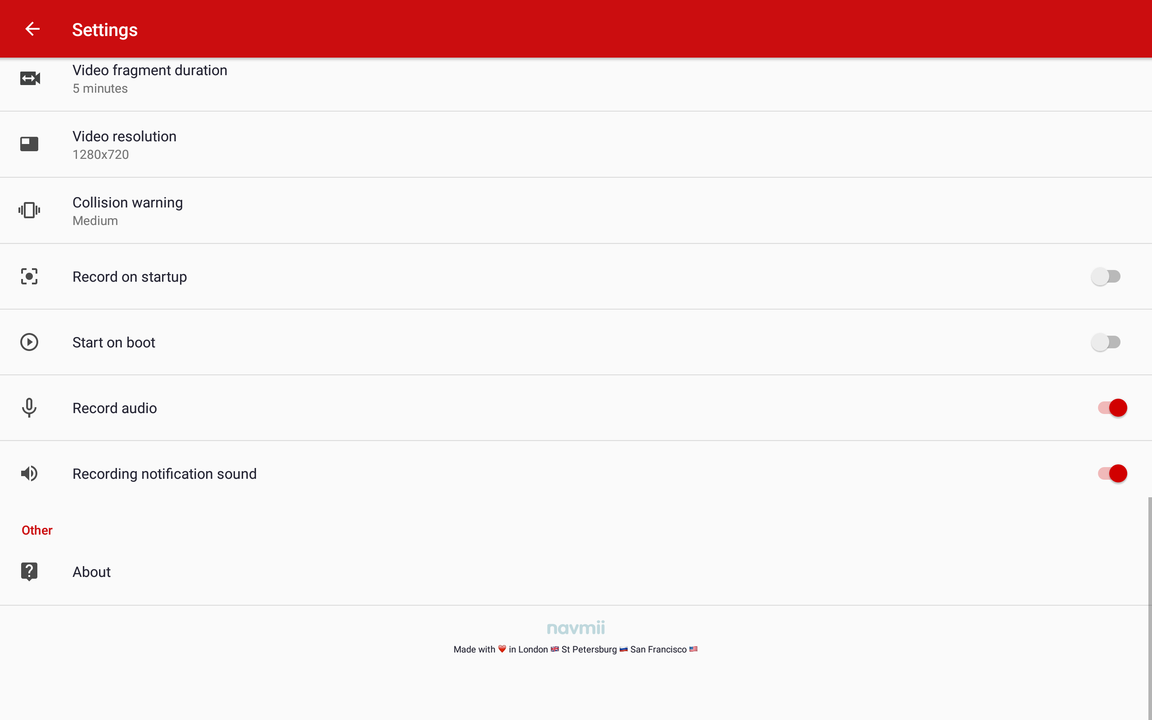 Settings
Video fragment duration
5 minutes
Video resolution
1280x720
Collision warning
Medium
Record on startup
Start on boot
Record audio
Recording notification sound
Other
About
navmii
Made with ❤️ in London 🇬🇧 St Petersburg 🇷🇺 San Francisco 🇺🇸